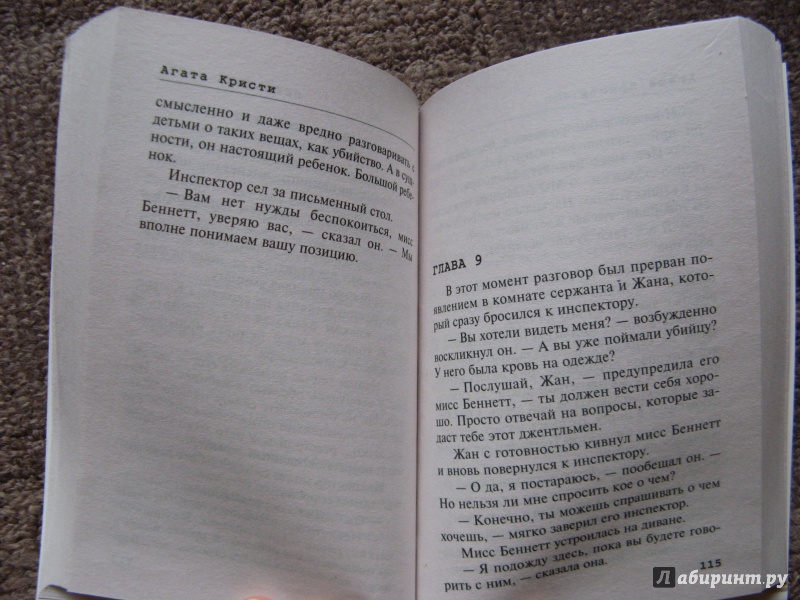 Агата Кристи
смысленно и даже вредно разговаривать с
детьми о таких вещах, как убийство. А в сущ-
ности, он настоящий ребенок. Большой ребе-
нок.
Инспектор сел за письменный стол.
— Вам нет нужды беспокоиться, мисс
Беннетт, уверяю вас, — сказал он. — Мы
вполне понимаем вашу позицию.
ГЛАВА 9
В этот момент разговор был прерван по-
явлением в комнате сержанта и Жана, кото-
рый сразу бросился к инспектору.
— Вы хотели видеть меня? — возбужденно
воскликнул он. — А вы уже поймали убийцу?
У него была кровь на одежде?
— Послушай, Жан, — предупредила его
мисс Беннетт, — ты должен вести себя хоро-
шо. Просто отвечай на вопросы, которые за-
даст тебе этот джентльмен.
Жан с готовностью кивнул мисс Беннетт
и вновь повернулся к инспектору.
— О да, я постараюсь, — пообещал он. —
Но нельзя ли мне спросить кое о чем?
— Конечно, ты можешь спрашивать о чем
хочешь, — мягко заверил его инспектор.
Мисс Беннетт устроилась на диване.
— Я подожду здесь, пока вы будете гово-
рить с ним, — сказала она.
115
Лабиринт.ру